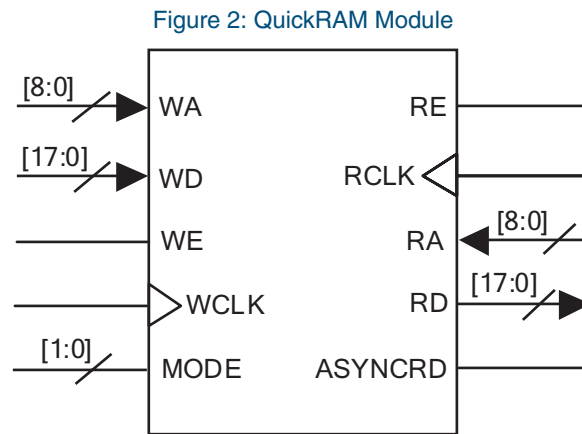 Figure 2: QuickRAM Module
[8:0]
WA
RE
[17:0]
WD
RCLK
WE
RA
[8:0]
WCLK
RD
[17:0]
[1:0]
MODE
ASYNCRD